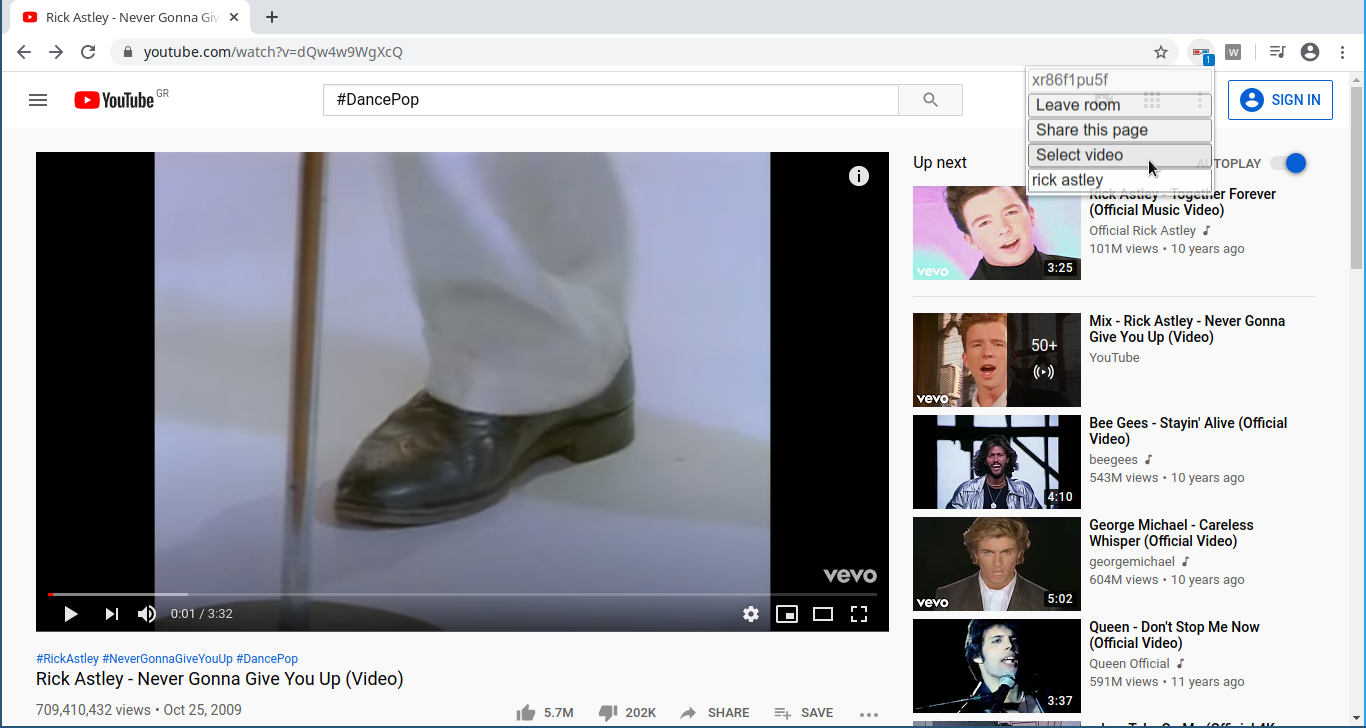 Rick Astley - Never Gonna Giv
youtube.com/watch?v=dQw4w9WgXcQ
1
W
xr86f1pu5f
Leave room
Share this page
Select video
rick astley
YouTube GR
#DancePop
SIGN IN
i
vevo
0:01 / 3:32
#RickAstley #NeverGonnaGiveYouUp #DancePop
Rick Astley - Never Gonna Give You Up (Video)
709,410,432 views • Oct 25, 2009
5.7M
202K
SHARE
SAVE
Up next
AUTOPLAY
Rick Astley - Together Forever
(Official Music Video)
Official Rick Astley
101M views • 10 years ago
vevo
3:25
Mix - Rick Astley - Never Gonna
Give You Up (Video)
YouTube
50+
vevo
Bee Gees - Stayin' Alive (Official
Video)
beegees
543M views • 10 years ago
4:10
George Michael - Careless
Whisper (Official Video)
georgemichael
604M views • 10 years ago
vevo
5:02
Queen - Don't Stop Me Now
(Official Video)
Queen Official
591M views • 11 years ago
3:37